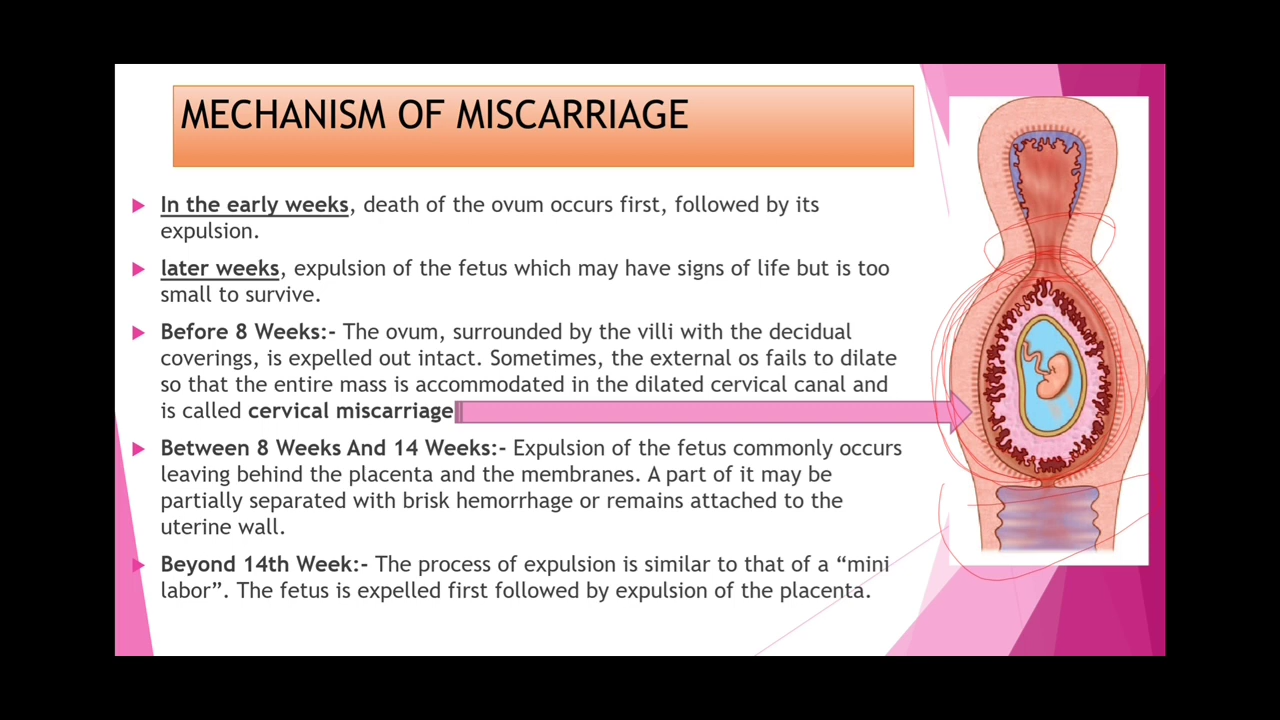 MECHANISM OF MISCARRIAGE
In the early weeks, death of the ovum occurs first, followed by its
expulsion.
later weeks, expulsion of the fetus which may have signs of life but is too
small to survive.
Before 8 Weeks:- The ovum, surrounded by the villi with the decidual
coverings, is expelled out intact. Sometimes, the external os fails to dilate
so that the entire mass is accommodated in the dilated cervical canal and
is called cervical miscarriage
Between 8 Weeks And 14 Weeks:- Expulsion of the fetus commonly occurs
leaving behind the placenta and the membranes. A part of it may be
partially separated with brisk hemorrhage or remains attached to the
uterine wall.
Beyond 14th Week:- The process of expulsion is similar to that of a “mini
labor”. The fetus is expelled first followed by expulsion of the placenta.